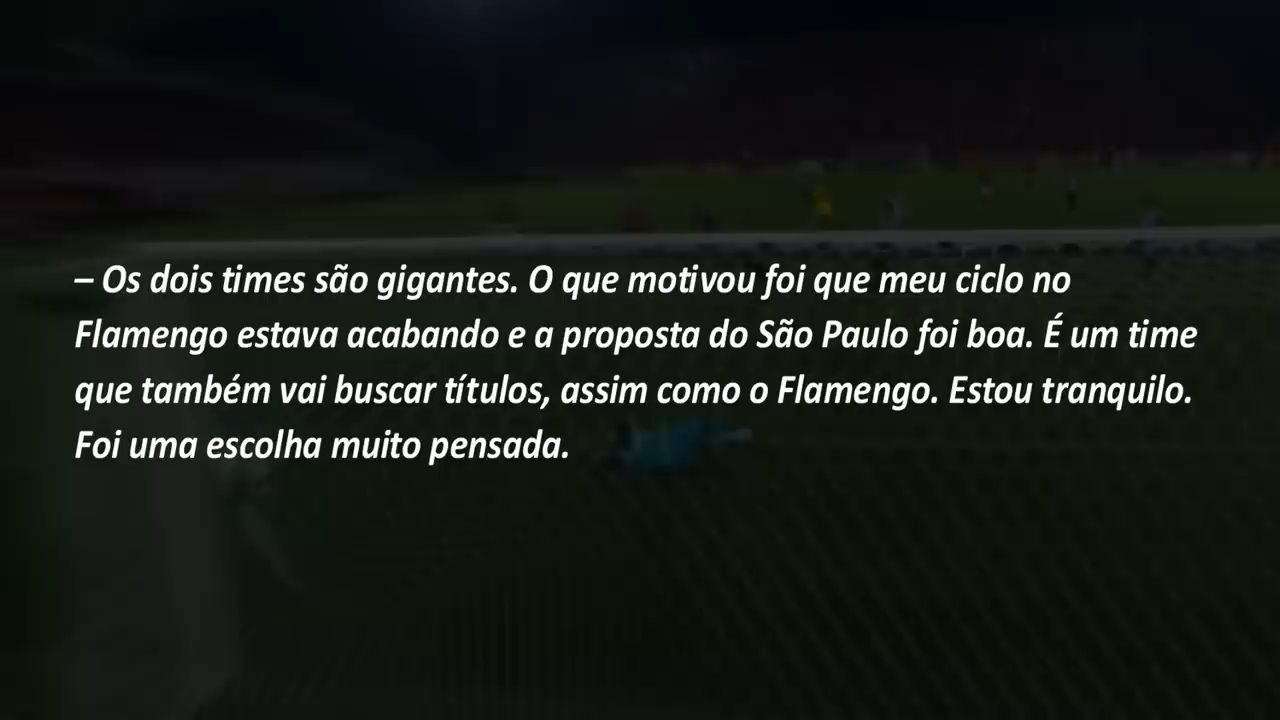 – Os dois times são gigantes. O que motivou foi que meu ciclo no
Flamengo estava acabando e a proposta do São Paulo foi boa. É um time
que também vai buscar títulos, assim como o Flamengo. Estou tranquilo.
Foi uma escolha muito pensada.